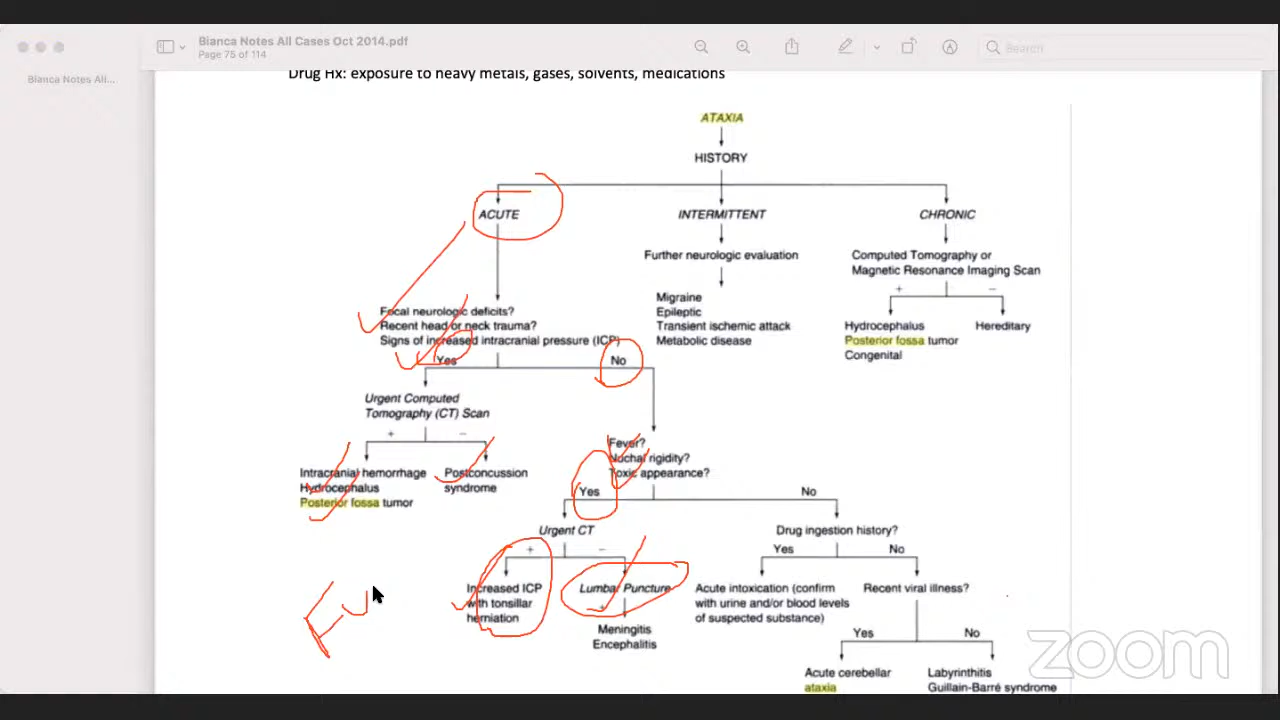 Bianca Notes All Cases Oct 2014.pdf
Page 75 of 114
Search
Bianca Notes All...
Drug Hx: exposure to heavy metals, gases, solvents, medications
ATAXIA
HISTORY
ACUTE
INTERMITTENT
CHRONIC
Further neurologic evaluation
Computed Tomography or
Magnetic Resonance Imaging Scan
+ −
Migraine
Epileptic
Transient ischemic attack
Metabolic disease
Hydrocephalus
Posterior fossa tumor
Congenital
Hereditary
Focal neurologic deficits?
Recent head or neck trauma?
Signs of increased intracranial pressure (ICP)
Yes
No
Urgent Computed
Tomography (CT) Scan
+ −
Intracranial hemorrhage
Hydrocephalus
Posterior fossa tumor
Postconcussion
syndrome
Fever?
Nuchal rigidity?
Toxic appearance?
Yes
No
Urgent CT
+ −
Increased ICP
with tonsillar
herniation
Lumbar Puncture
+
Meningitis
Encephalitis
Drug ingestion history?
Yes
No
Acute intoxication (confirm
with urine and/or blood levels
of suspected substance)
Recent viral illness?
Yes
No
Acute cerebellar
ataxia
Labyrinthitis
Guillain-Barré syndrome
zoom